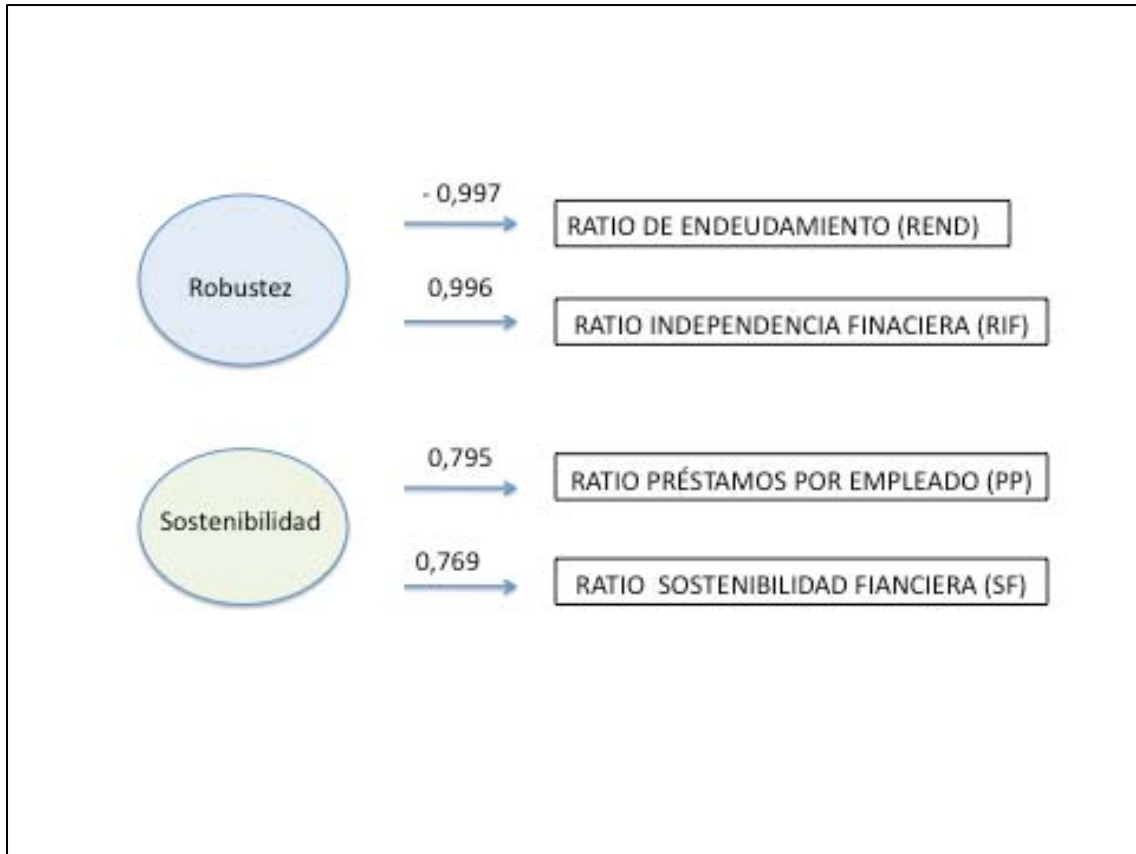 - 0,997
RATIO DE ENDEUDAMIENTO (REND)
Robustez
0,996
RATIO INDEPENDENCIA FINACIERA (RIF)
0,795
RATIO PRÉSTAMOS POR EMPLEADO (PP)
Sostenibilidad
0,769
RATIO SOSTENIBILIDAD FIANCIERA (SF)